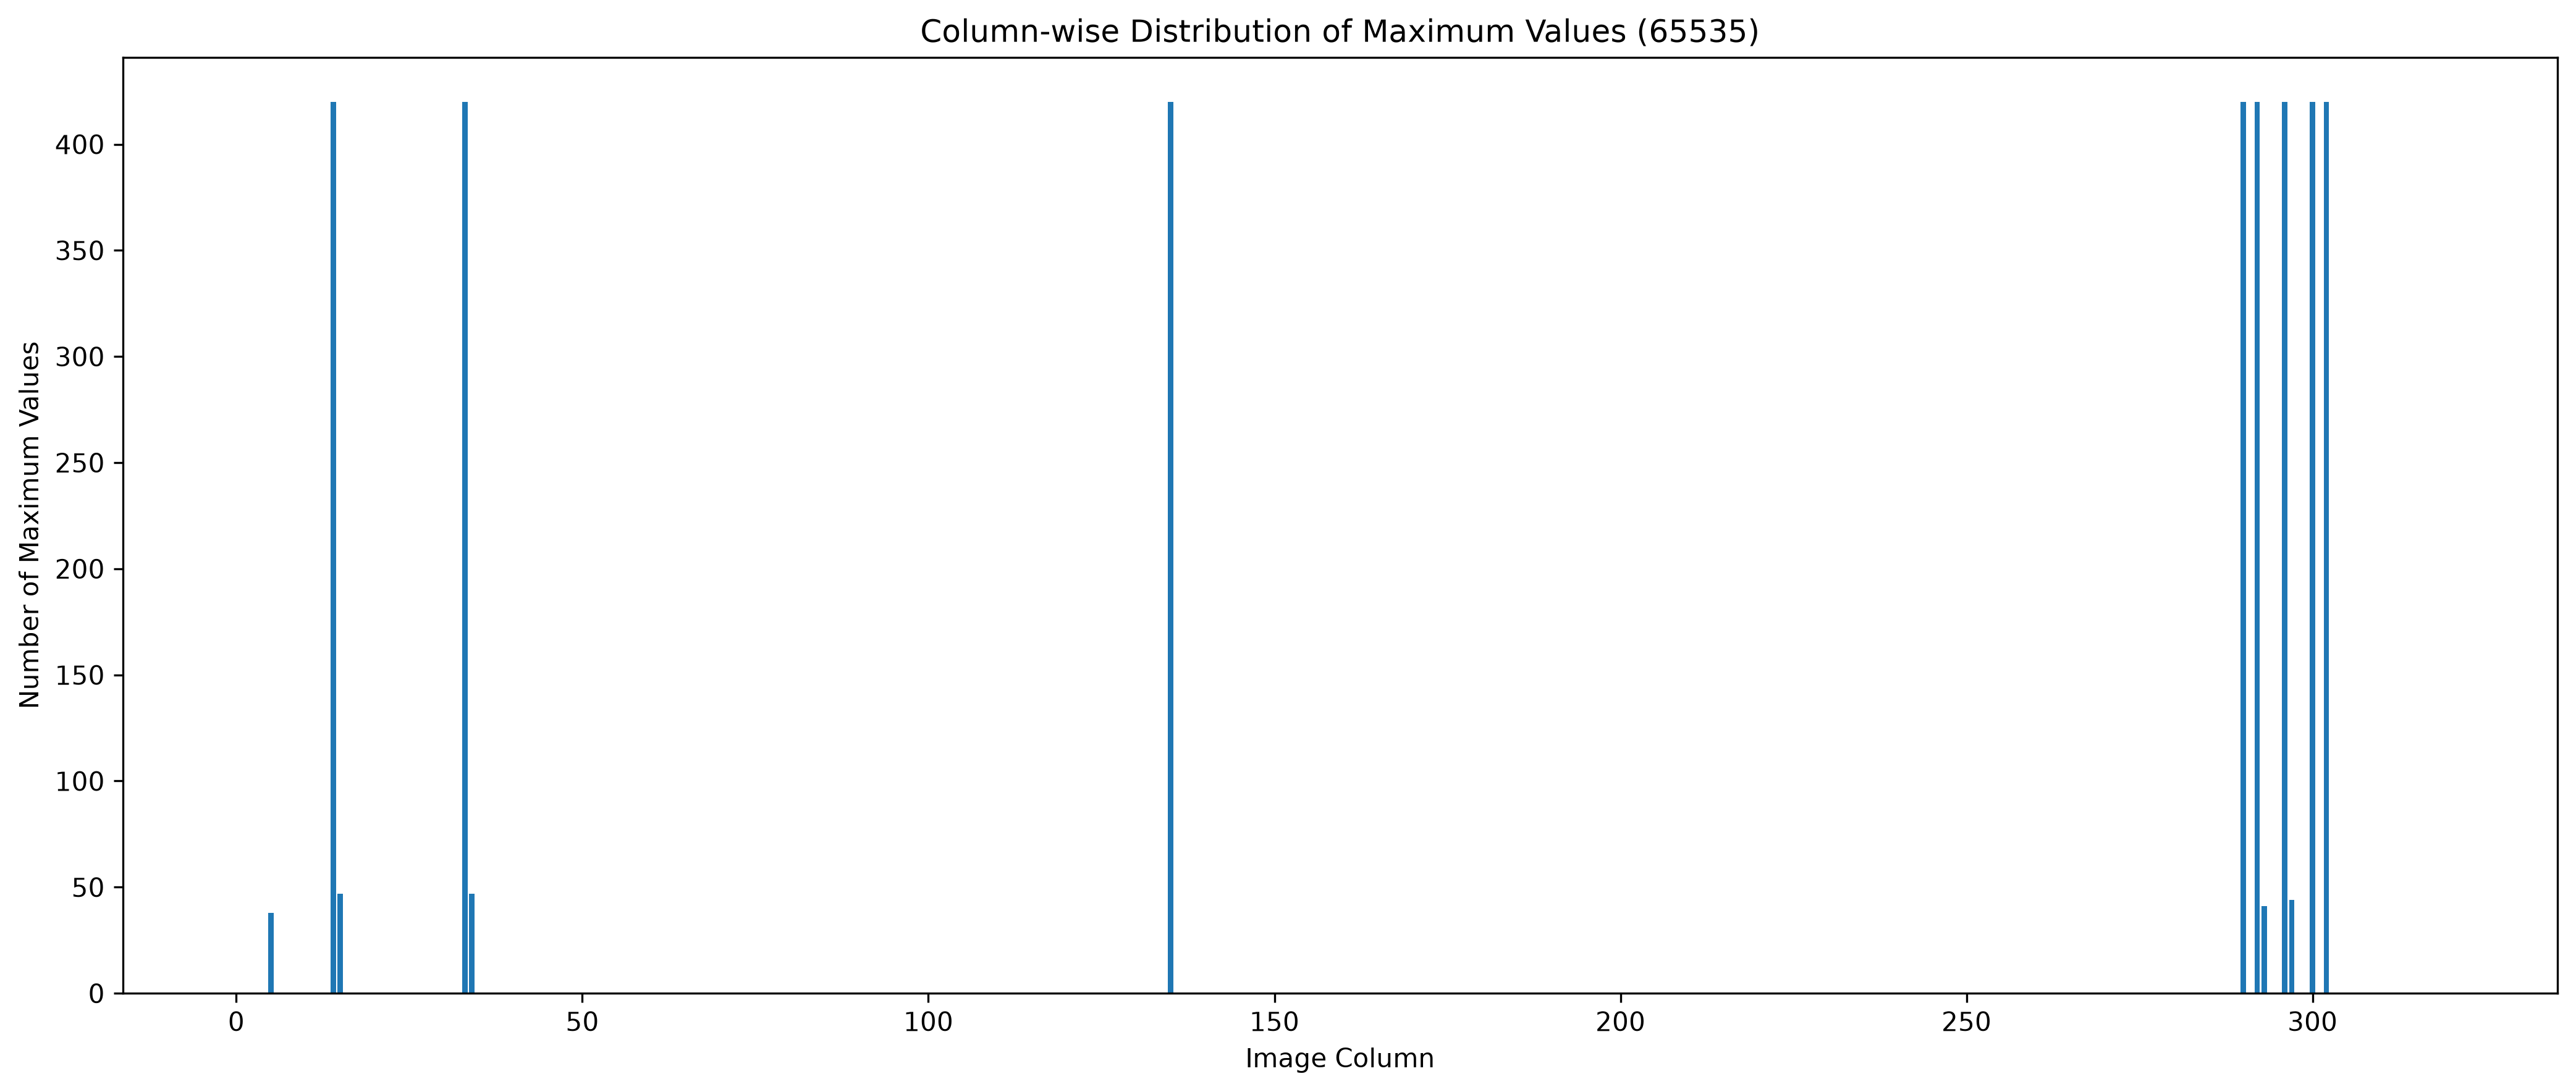 Column-wise Distribution of Maximum Values (65535)
Number of Maximum Values
400
350
300
250
200
150
100
50
0
0 50 100 150 200 250 300
Image Column